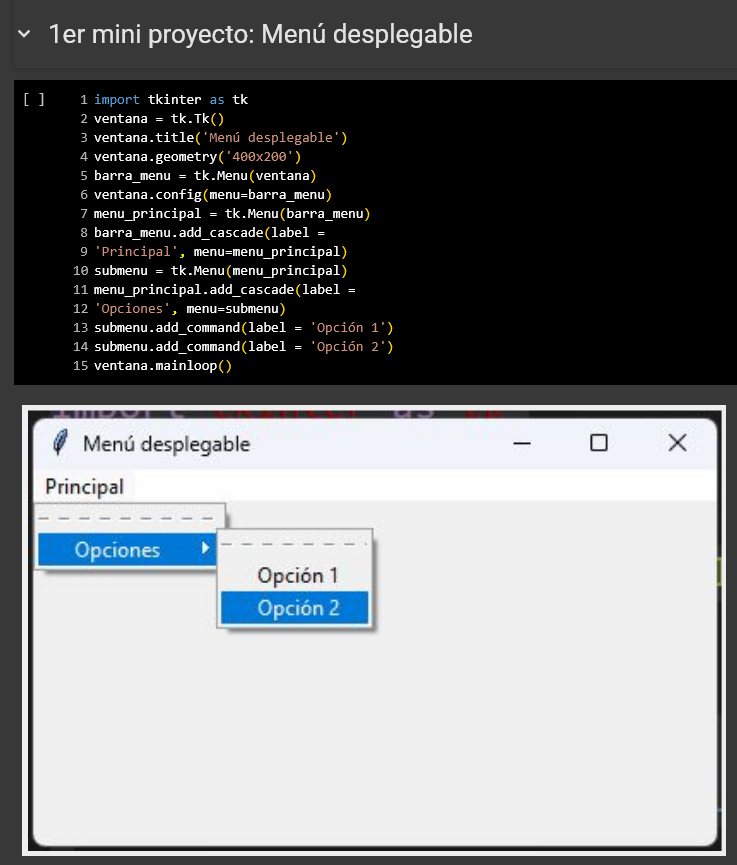 1er mini proyecto: Menú desplegable
[ ]
1 import tkinter as tk
2 ventana = tk.Tk()
3 ventana.title('Menú desplegable')
4 ventana.geometry('400x200')
5 barra_menu = tk.Menu(ventana)
6 ventana.config(menu=barra_menu)
7 menu_principal = tk.Menu(barra_menu)
8 barra_menu.add_cascade(label =
9 'Principal', menu=menu_principal)
10 submenu = tk.Menu(menu_principal)
11 menu_principal.add_cascade(label =
12 'Opciones', menu=submenu)
13 submenu.add_command(label = 'Opción 1')
14 submenu.add_command(label = 'Opción 2')
15 ventana.mainloop()
Menú desplegable
Principal
Opciones
Opción 1
Opción 2